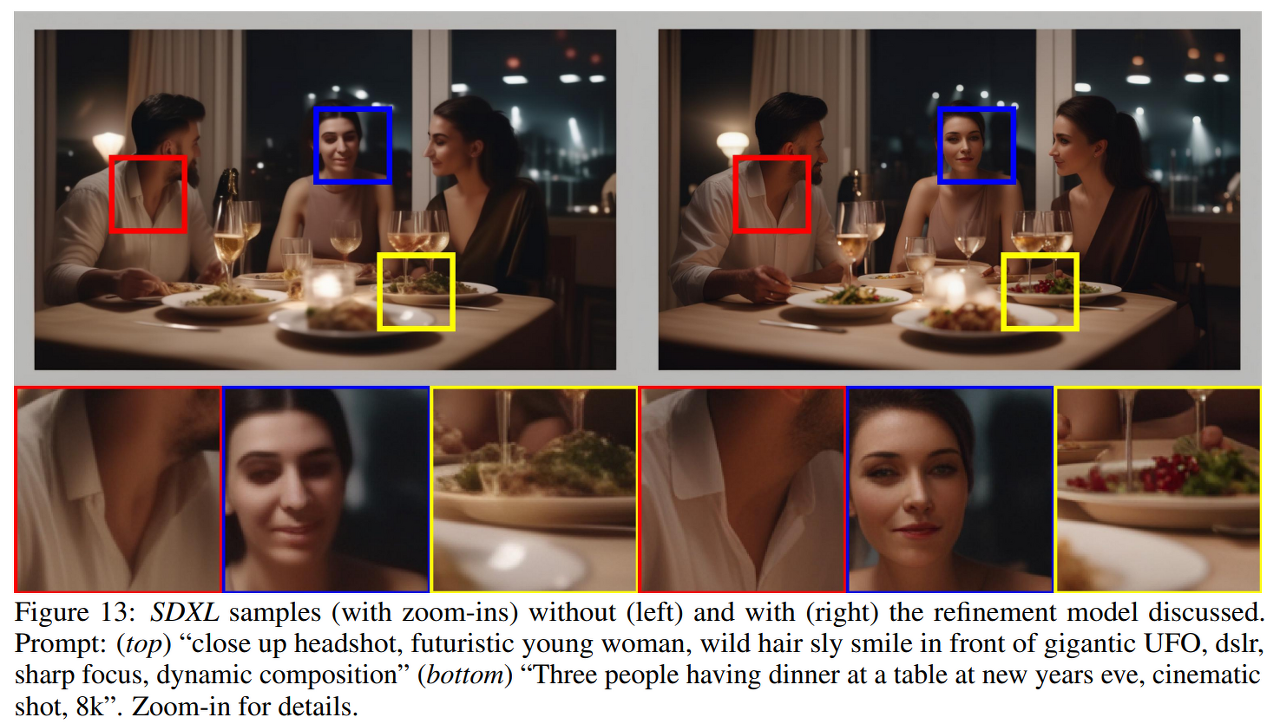 Figure 13: SDXL samples (with zoom-ins) without (left) and with (right) the refinement model discussed.
Prompt: (top) “close up headshot, futuristic young woman, wild hair sly smile in front of gigantic UFO, dslr,
sharp focus, dynamic composition” (bottom) “Three people having dinner at a table at new years eve, cinematic
shot, 8k”. Zoom-in for details.